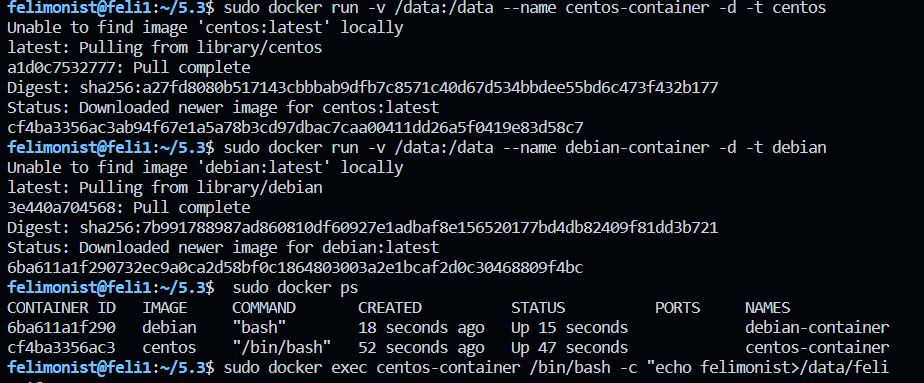 felimonist@feli1:~/5.3$ sudo docker run -v /data:/data --name centos-container -d -t centos
Unable to find image 'centos:latest' locally
latest: Pulling from library/centos
a1d0c7532777: Pull complete
Digest: sha256:a27fd8080b517143cbbbab9dfb7c8571c40d67d534bbdee55bd6c473f432b177
Status: Downloaded newer image for centos:latest
cf4ba3356ac3ab94f67e1a5a78b3cd97dbac7caa00411dd26a5f0419e83d58c7
felimonist@feli1:~/5.3$ sudo docker run -v /data:/data --name debian-container -d -t debian
Unable to find image 'debian:latest' locally
latest: Pulling from library/debian
3e440a704568: Pull complete
Digest: sha256:7b991788987ad860810df60927e1adbaf8e156520177bd4db82409f81dd3b721
Status: Downloaded newer image for debian:latest
6ba611a1f290732ec9a0ca2d58bf0c1864803003a2e1bcaf2d0c30468809f4bc
felimonist@feli1:~/5.3$  sudo docker ps
CONTAINER ID   IMAGE     COMMAND       CREATED          STATUS          PORTS     NAMES
6ba611a1f290   debian    "bash"        18 seconds ago   Up 15 seconds             debian-container
cf4ba3356ac3   centos    "/bin/bash"   52 seconds ago   Up 47 seconds             centos-container
felimonist@feli1:~/5.3$ sudo docker exec centos-container /bin/bash -c "echo felimonist>/data/feli